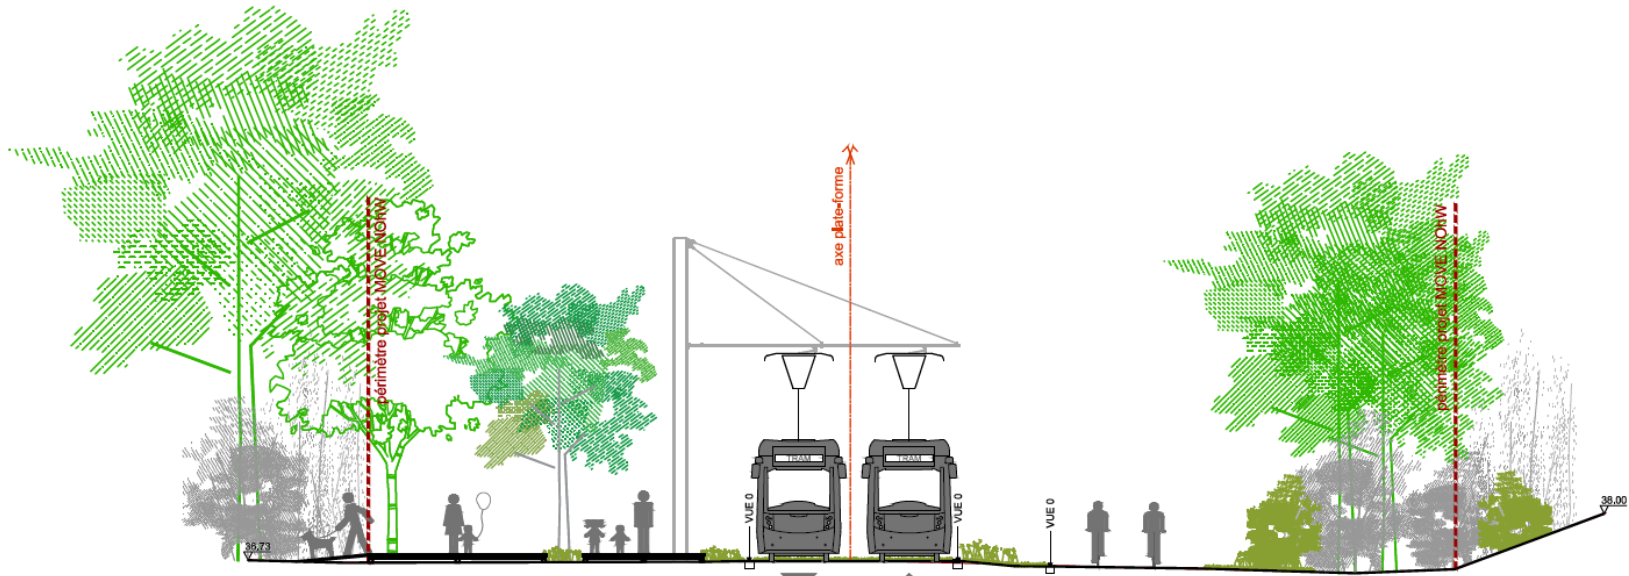 périmètre projet MOVE'NOhW
axe plate-forme
périmètre projet MOVE'NOhW
TRAM
TRAM
VUE 0
VUE 0
VUE 0
38.00
38.73